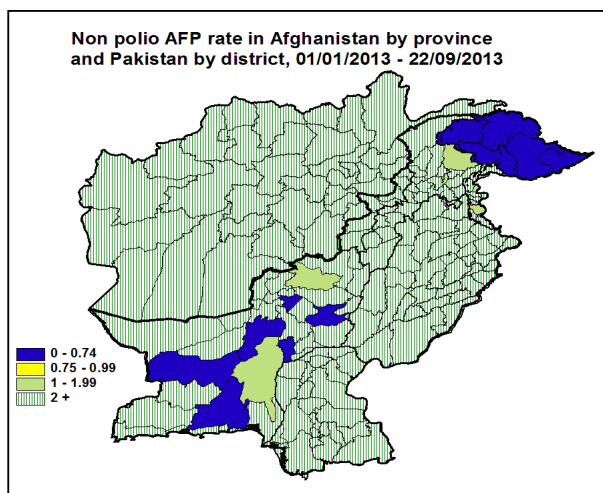 Non polio AFP rate in Afghanistan by province
and Pakistan by district, 01/01/2013 - 22/09/2013
0 - 0.74
0.75 - 0.99
1 - 1.99
2 +